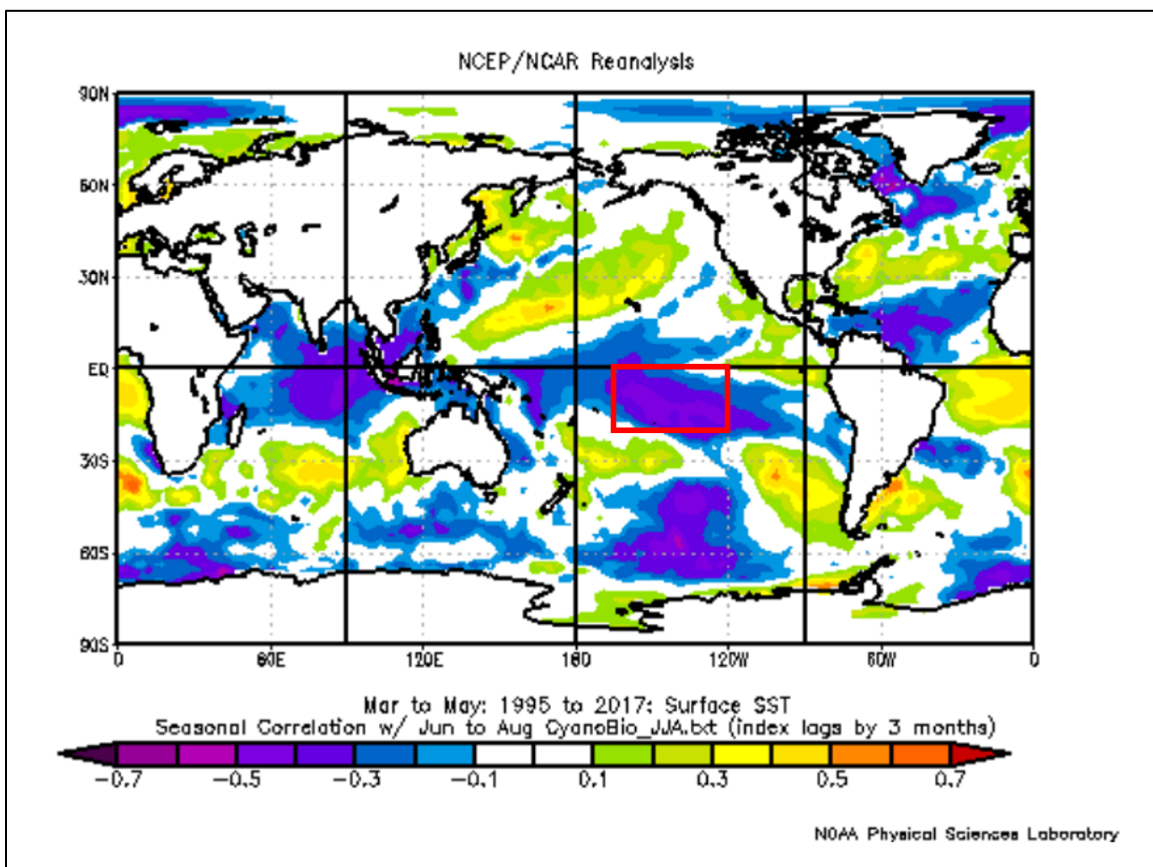 NCEP/NCAR Reanalysis
90N
60N
30N
EQ
30S
60S
90S
0 60E 120E 180 120W 60W 0
Mar to May: 1995 to 2017: Surface SST
Seasonal Correlation w/ Jun to Aug CyanoBio_JJA.txt (index lags by 3 months)
-0.7 -0.5 -0.3 -0.1 0.1 0.3 0.5 0.7
NOAA Physical Sciences Laboratory